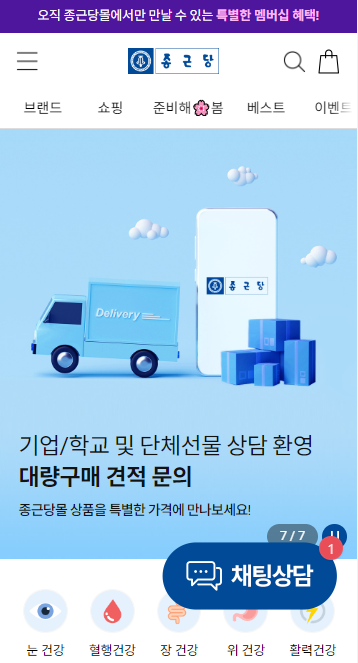 오직 종근당몰에서만 만날 수 있는 특별한 멤버십 혜택!
종근당
브랜드 쇼핑 준비해🌸봄 베스트 이벤트
종근당
Delivery
기업/학교 및 단체선물 상담 환영
대량구매 견적 문의
종근당몰 상품을 특별한 가격에 만나보세요!
7 / 7
1
채팅상담
눈 건강 혈행건강 장 건강 위 건강 활력건강